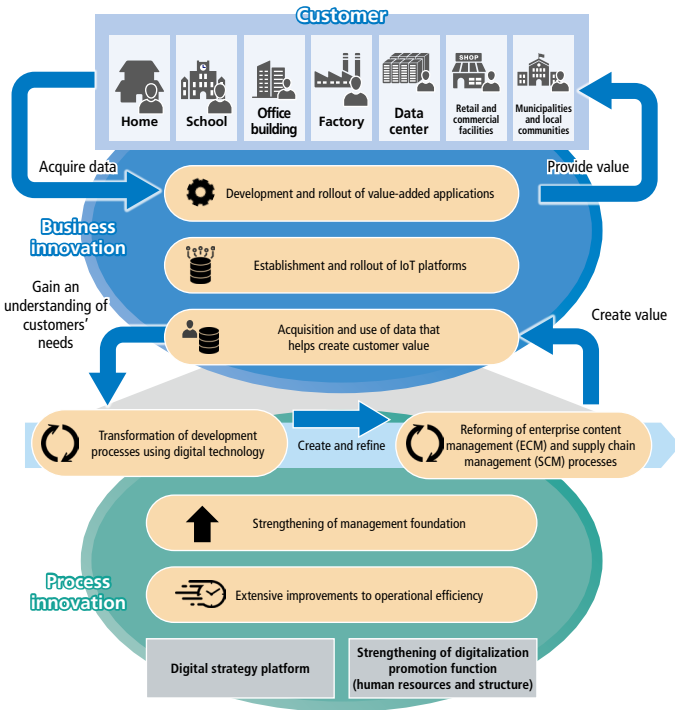 Customer
Home
School
Office
building
Factory
Data
center
SHOP
Retail and
commercial
facilities
Municipalities
and local
communities
Acquire data
Provide value
Development and rollout of value-added applications
Business
innovation
Establishment and rollout of IoT platforms
Gain an
understanding of
customers’
needs
Acquisition and use of data that
helps create customer value
Create value
Transformation of development
processes using digital technology
Create and refine
Reforming of enterprise content
management (ECM) and supply chain
management (SCM) processes
Strengthening of management foundation
Process
innovation
Extensive improvements to operational efficiency
Digital strategy platform
Strengthening of digitalization
promotion function
(human resources and structure)